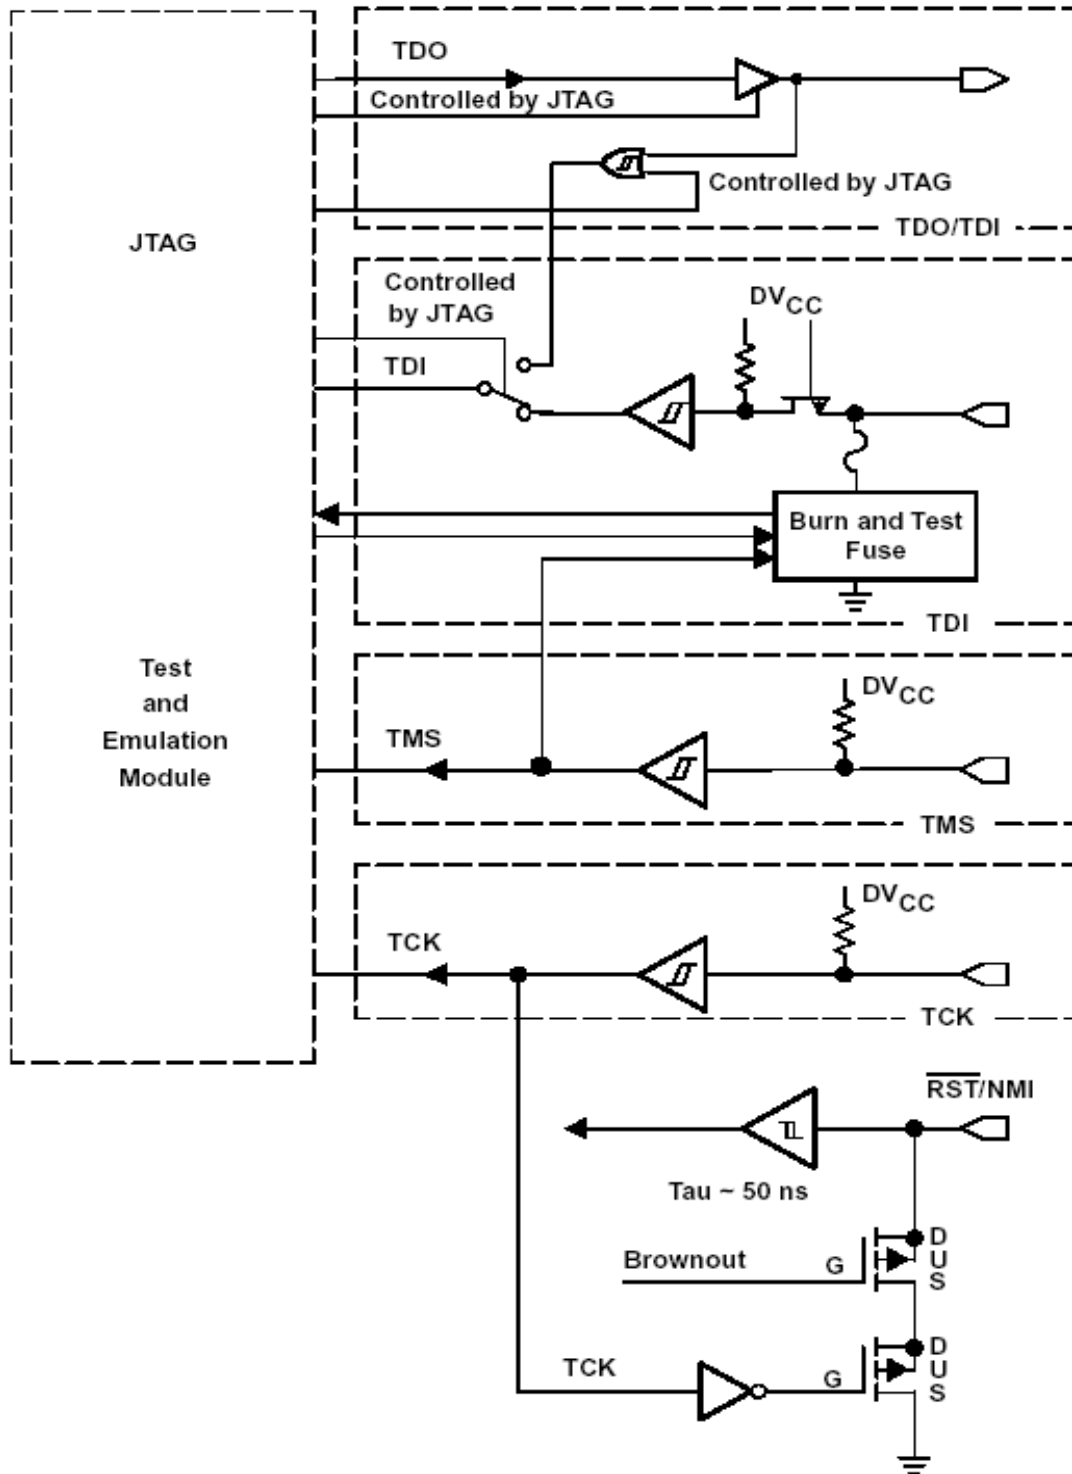 TDO
Controlled by JTAG
Controlled by JTAG
TDO/TDI
JTAG
Controlled
by JTAG
DVCC
TDI
Burn and Test
Fuse
TDI
Test
and
Emulation
Module
DVCC
TMS
TMS
DVCC
TCK
TCK
RST/NMI
Tau ~ 50 ns
Brownout
G
D
U
S
TCK
G
D
U
S